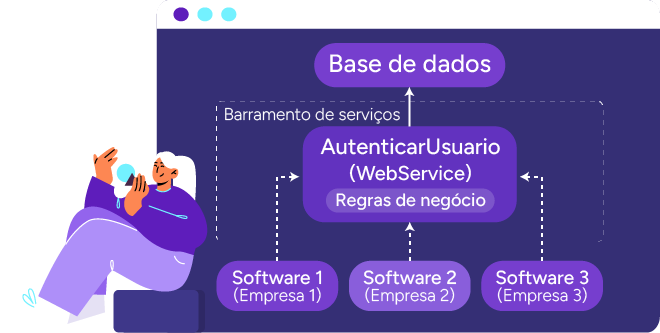 Base de dados
Barramento de serviços
AutenticarUsuario
(WebService)
Regras de negócio
Software 1
(Empresa 1)
Software 2
(Empresa 2)
Software 3
(Empresa 3)